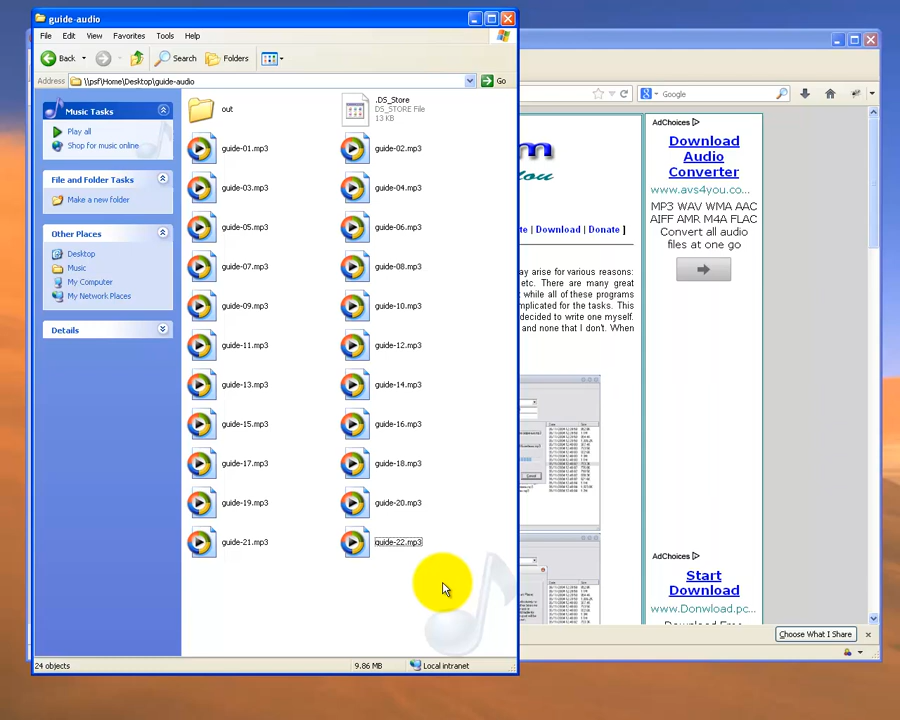 guide-audio
File Edit View Favorites Tools Help
Back Search Folders
Address \\psf\Home\Desktop\guide-audio Go
Music Tasks
Play all
Shop for music online
File and Folder Tasks
Make a new folder
Other Places
Desktop
Music
My Computer
My Network Places
Details
out
.DS_Store
DS_STORE File
13 KB
guide-01.mp3 guide-02.mp3
guide-03.mp3 guide-04.mp3
guide-05.mp3 guide-06.mp3
guide-07.mp3 guide-08.mp3
guide-09.mp3 guide-10.mp3
guide-11.mp3 guide-12.mp3
guide-13.mp3 guide-14.mp3
guide-15.mp3 guide-16.mp3
guide-17.mp3 guide-18.mp3
guide-19.mp3 guide-20.mp3
guide-21.mp3 guide-22.mp3
24 objects 9.86 MB Local intranet
Google
m
you
te | Download | Donate ]
ay arise for various reasons:
etc. There are many great
while all of these programs
mplicated for the tasks. This
decided to write one myself.
and none that I don't. When
AdChoices
Download
Audio
Converter
www.avs4you.co...
MP3 WAV WMA AAC
AIFF AMR M4A FLAC
Convert all audio
files at one go
AdChoices
Start
Download
www.Donwload.pc...
Download Free
Choose What I Share